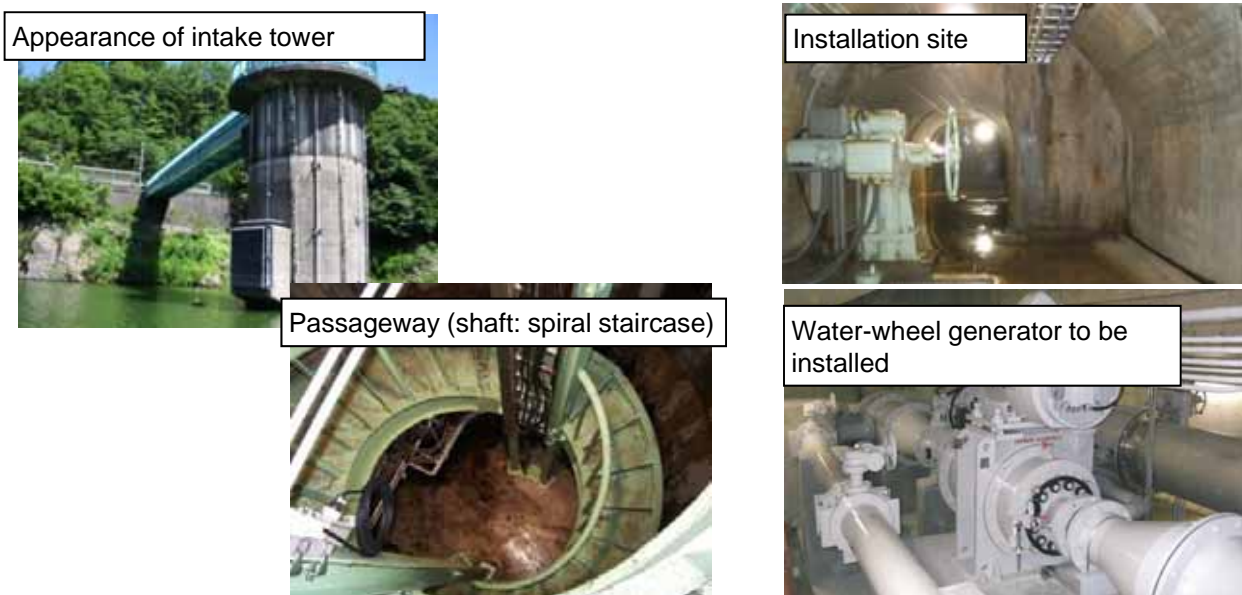 Appearance of intake tower
Installation site
Passageway (shaft: spiral staircase)
Water-wheel generator to be
installed